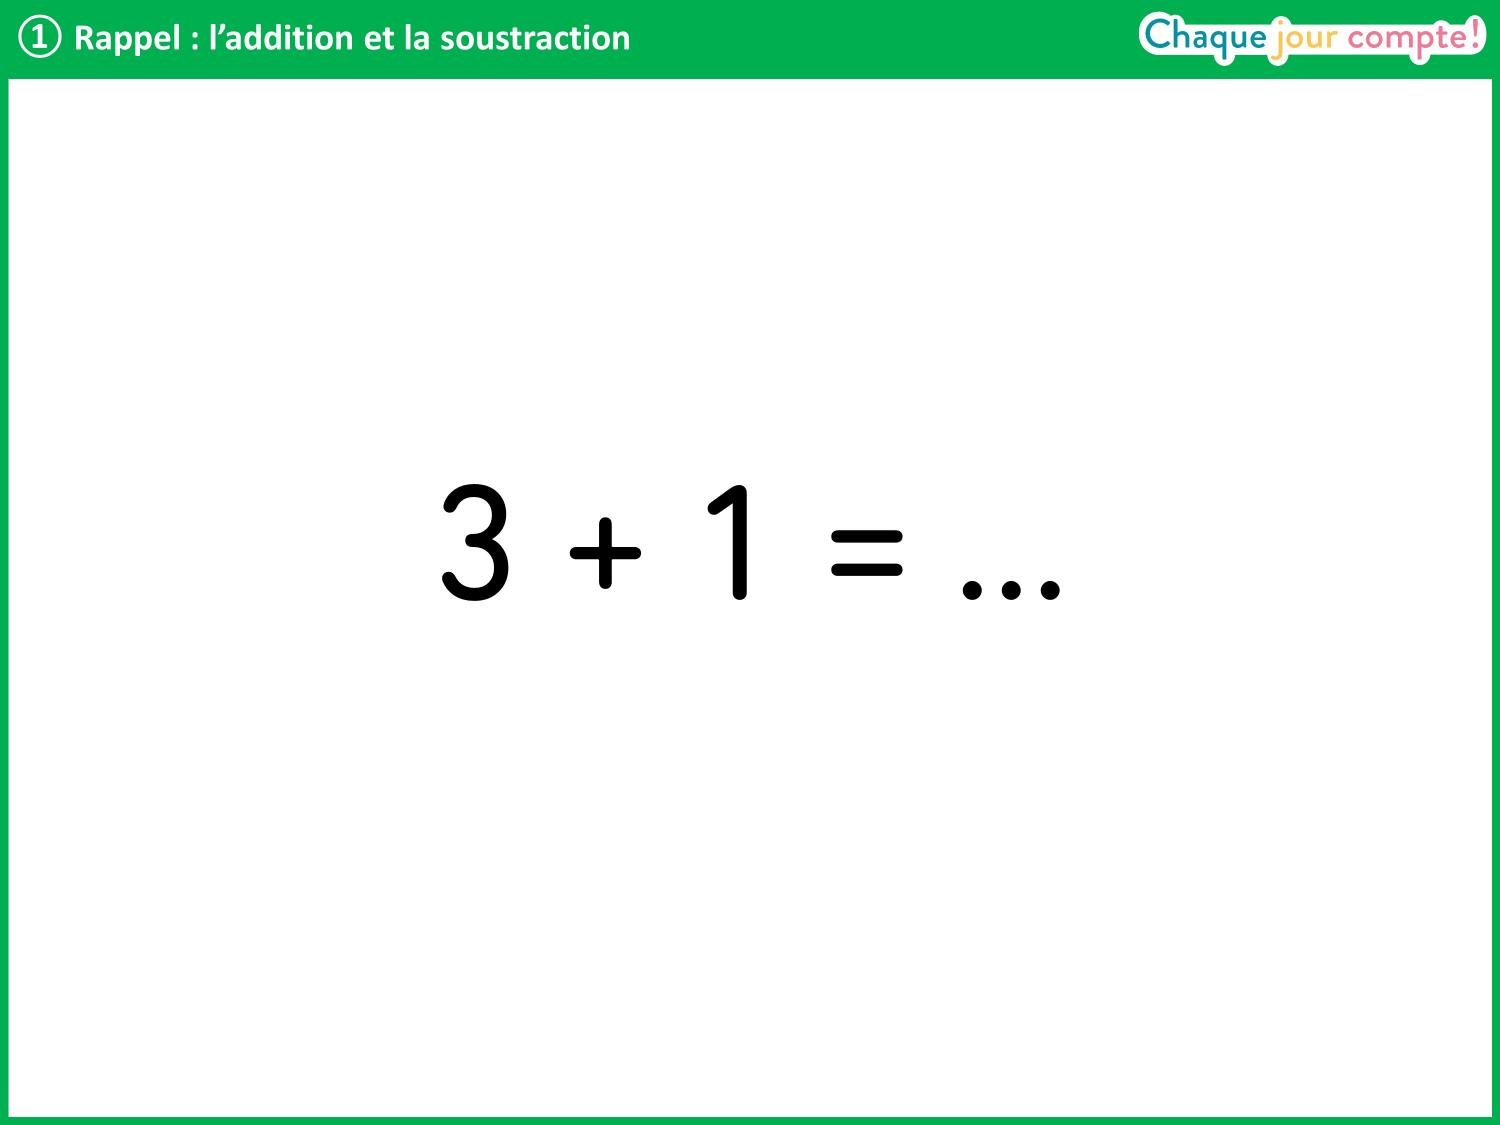 ① Rappel : l’addition et la soustraction
Chaque jour compte!
3 + 1 = ...